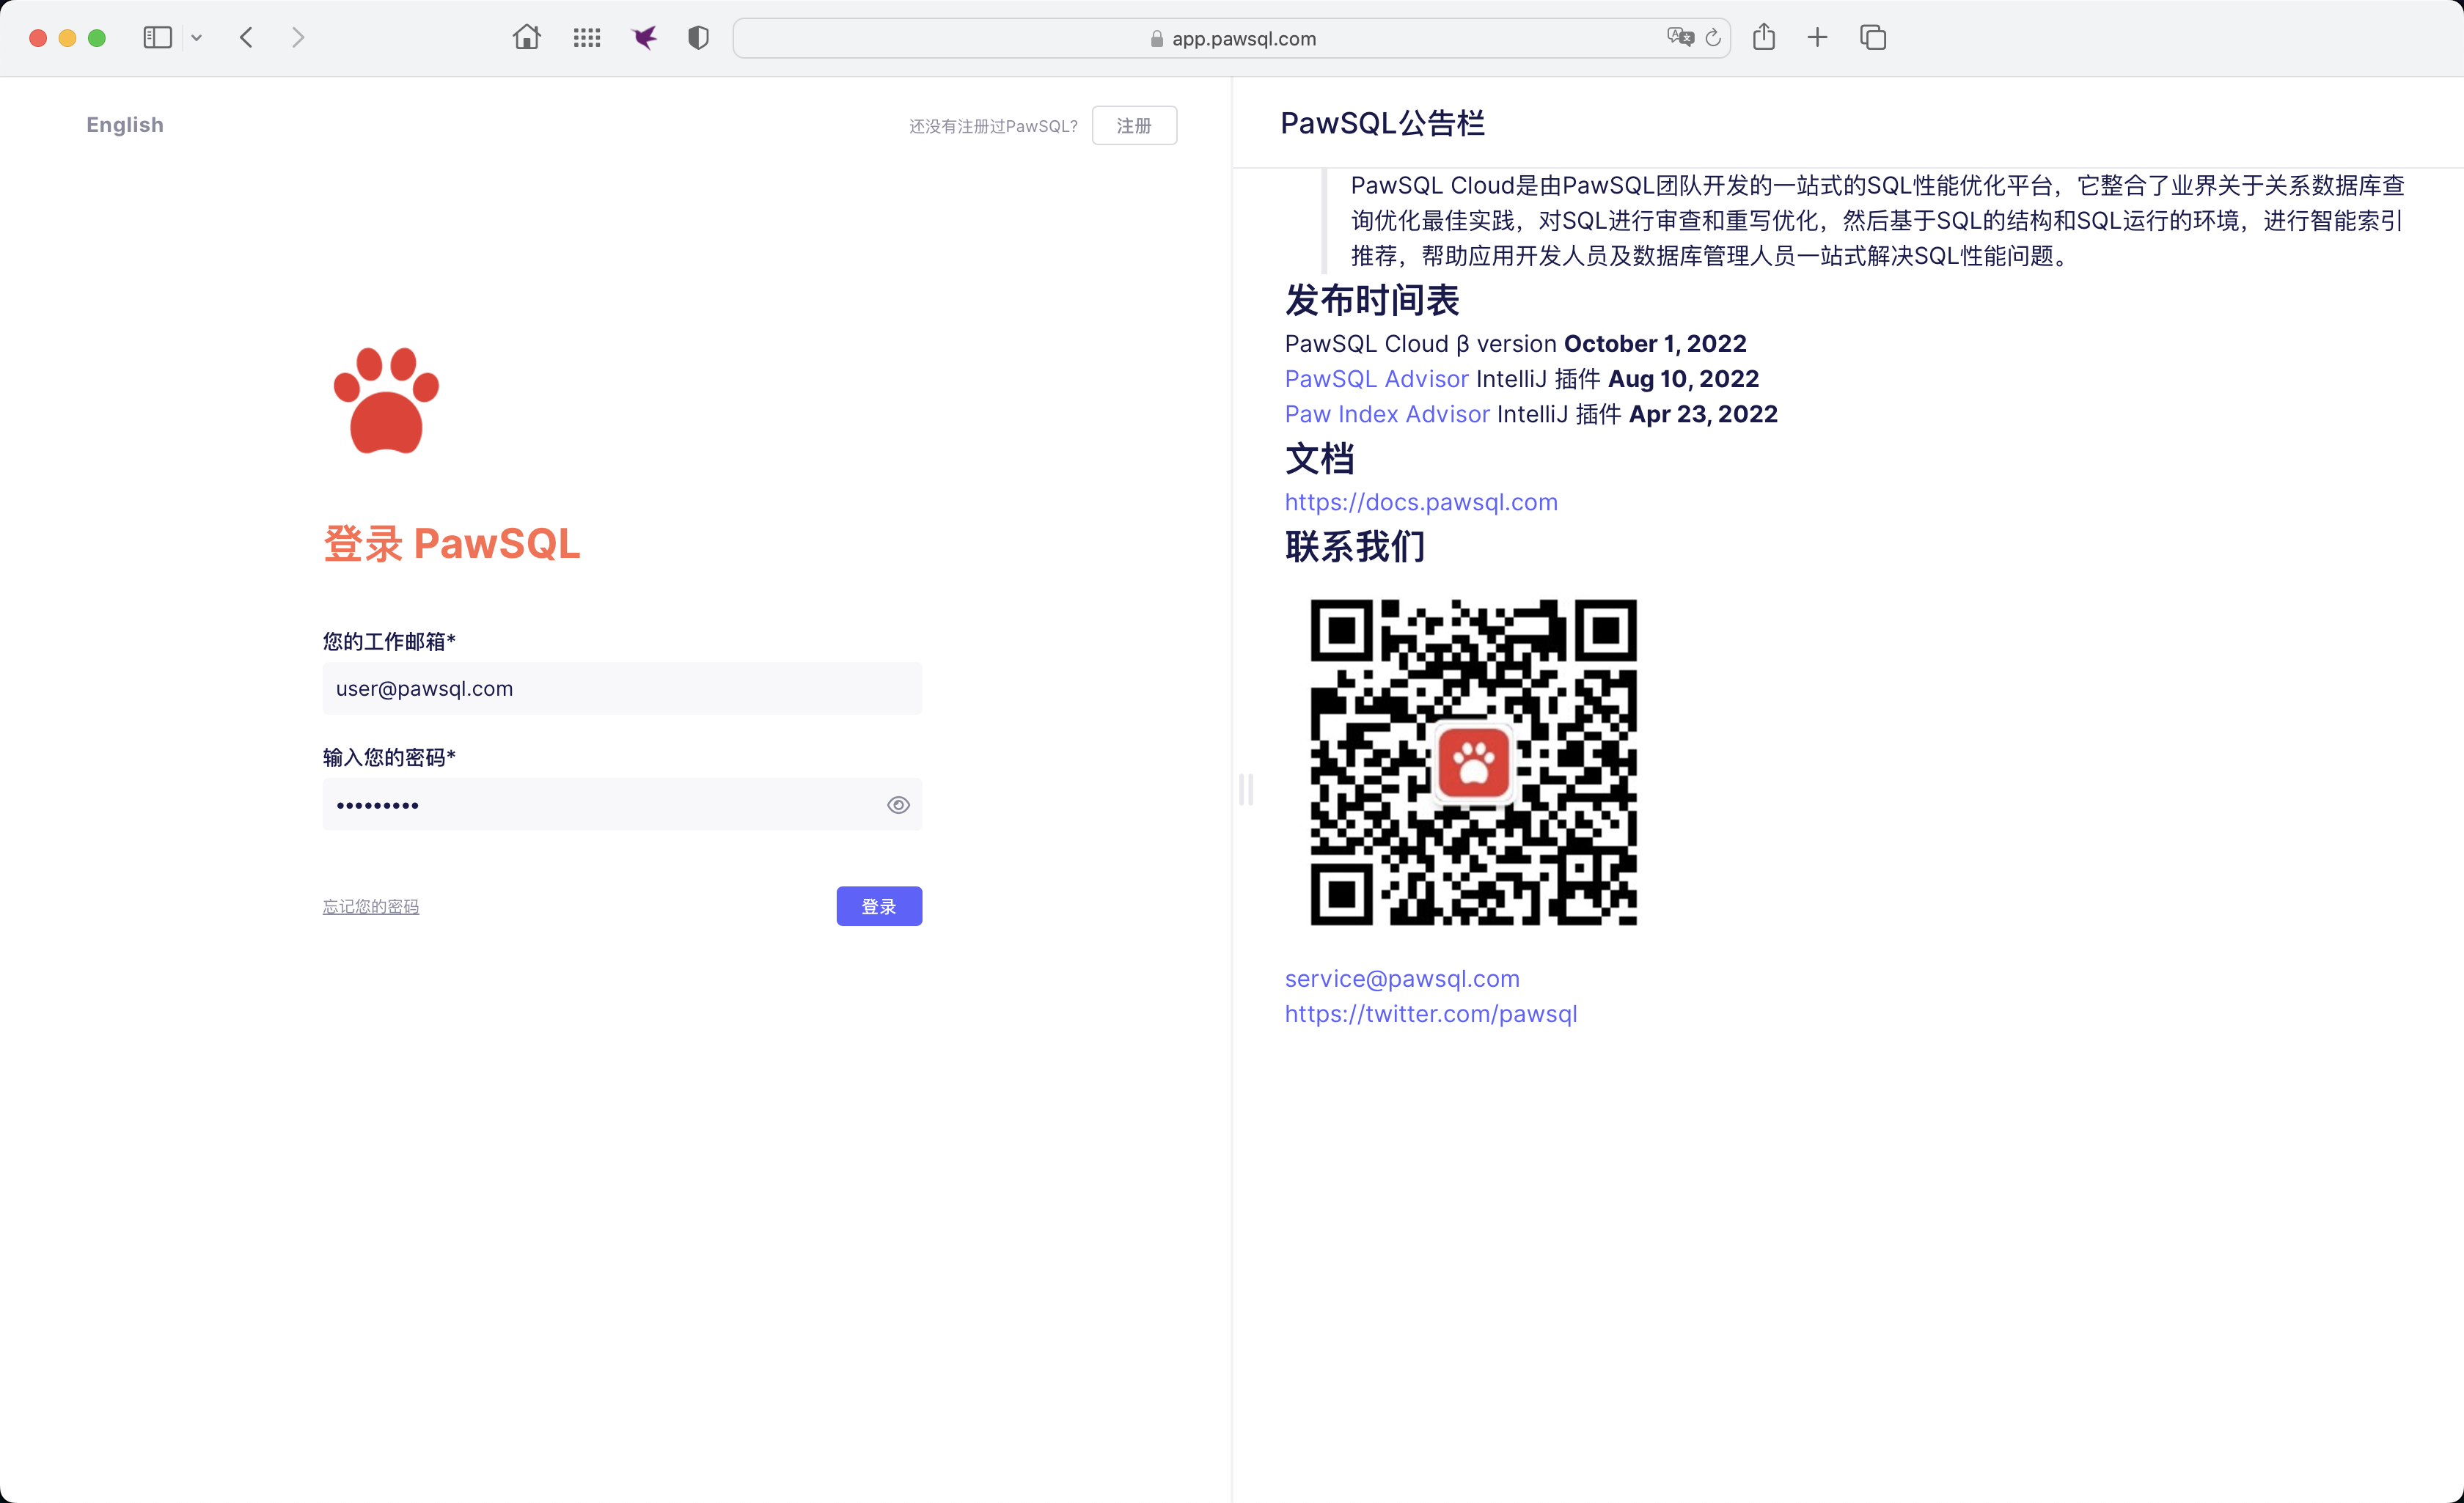 app.pawsql.com
English
还没有注册过PawSQL?
注册
登录 PawSQL
您的工作邮箱*
user@pawsql.com
输入您的密码*
•••••••••
忘记您的密码
登录
PawSQL公告栏
PawSQL Cloud是由PawSQL团队开发的一站式的SQL性能优化平台，它整合了业界关于关系数据库查
询优化最佳实践，对SQL进行审查和重写优化，然后基于SQL的结构和SQL运行的环境，进行智能索引
推荐，帮助应用开发人员及数据库管理人员一站式解决SQL性能问题。
发布时间表
PawSQL Cloud β version October 1, 2022
PawSQL Advisor IntelliJ 插件 Aug 10, 2022
Paw Index Advisor IntelliJ 插件 Apr 23, 2022
文档
https://docs.pawsql.com
联系我们
service@pawsql.com
https://twitter.com/pawsql